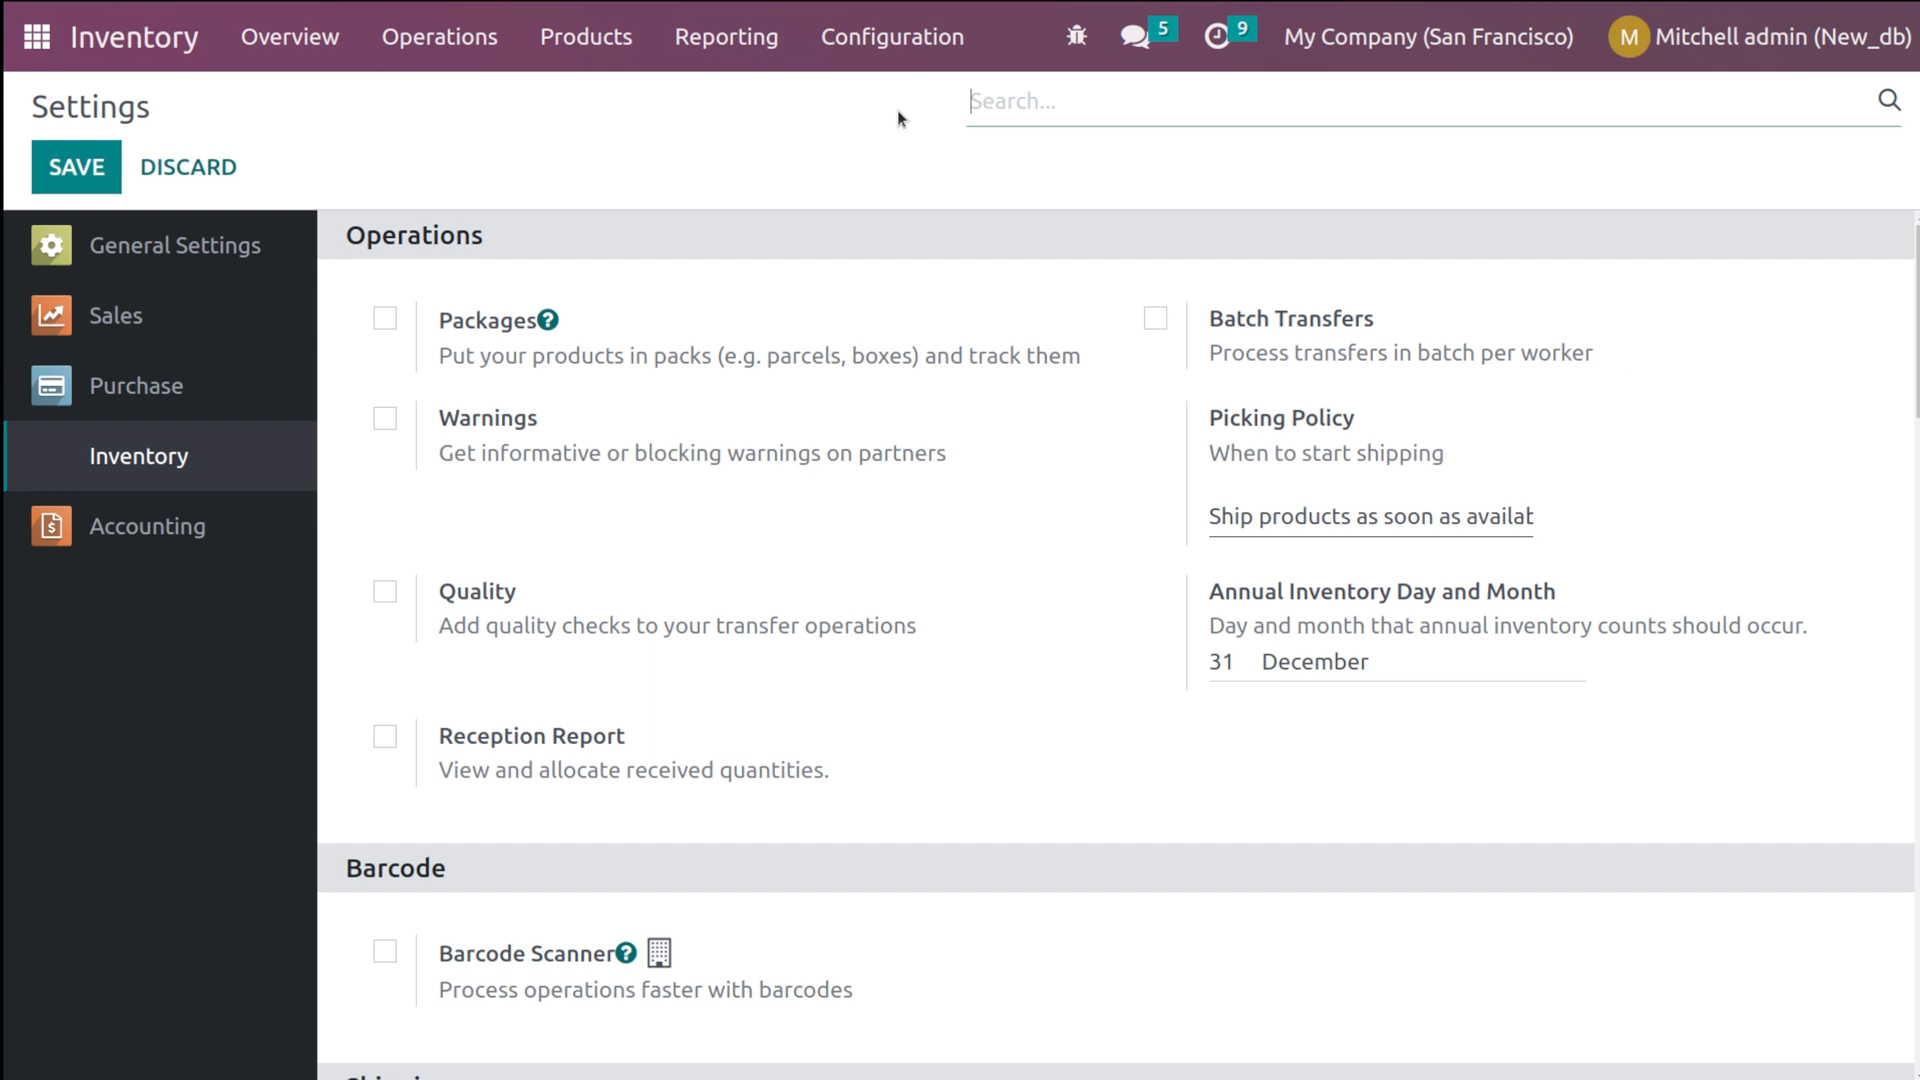 Inventory Overview Operations Products Reporting Configuration 5 9 My Company (San Francisco) M Mitchell admin (New_db)
Settings
Search...
SAVE DISCARD
General Settings
Sales
Purchase
Inventory
Accounting
Operations
Packages?
Put your products in packs (e.g. parcels, boxes) and track them
Batch Transfers
Process transfers in batch per worker
Warnings
Get informative or blocking warnings on partners
Picking Policy
When to start shipping
Ship products as soon as availab
Quality
Add quality checks to your transfer operations
Annual Inventory Day and Month
Day and month that annual inventory counts should occur.
31 December
Reception Report
View and allocate received quantities.
Barcode
Barcode Scanner?
Process operations faster with barcodes